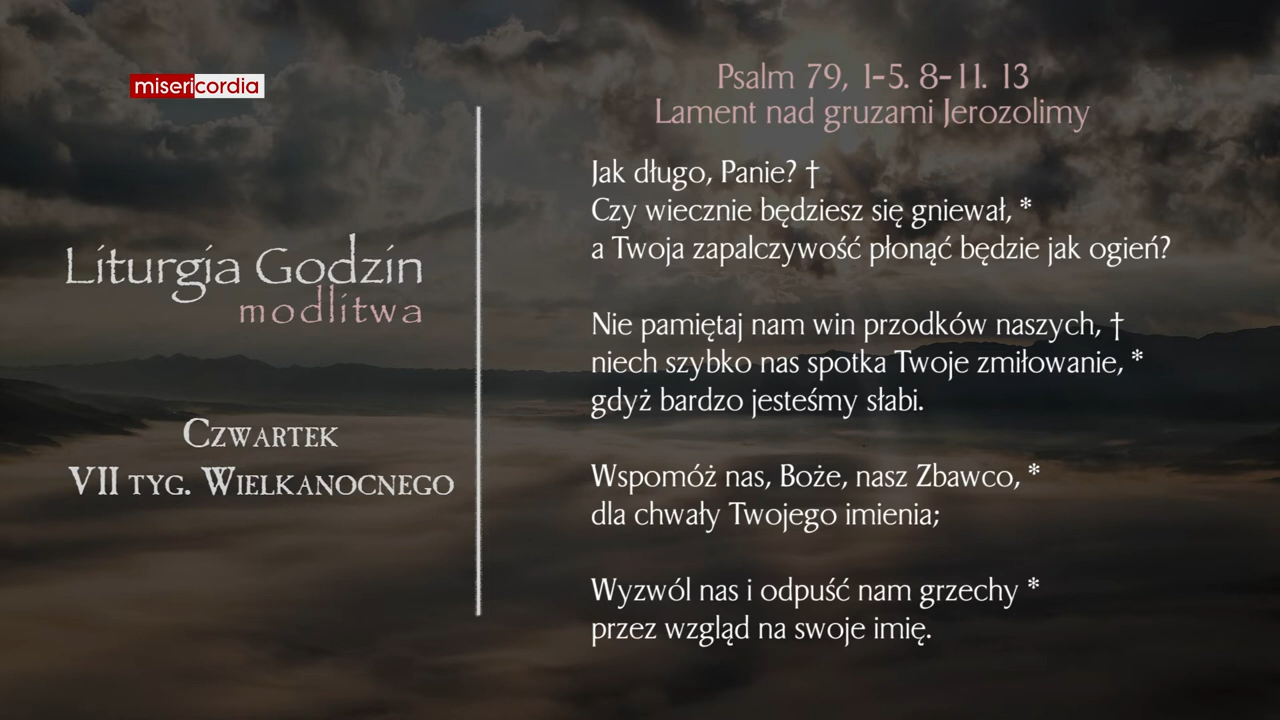 misericordia
Liturgia Godzin
modlitwa
Czwartek
VII tyg. Wielkanocnego
Psalm 79, 1-5. 8-11. 13
Lament nad gruzami Jerozolimy
Jak długo, Panie? †
Czy wiecznie będziesz się gniewał, *
a Twoja zapalczywość płonąć będzie jak ogień?
Nie pamiętaj nam win przodków naszych, †
niech szybko nas spotka Twoje zmiłowanie, *
gdyż bardzo jesteśmy słabi.
Wspomóż nas, Boże, nasz Zbawco, *
dla chwały Twojego imienia;
Wyzwól nas i odpuść nam grzechy *
przez wzgląd na swoje imię.